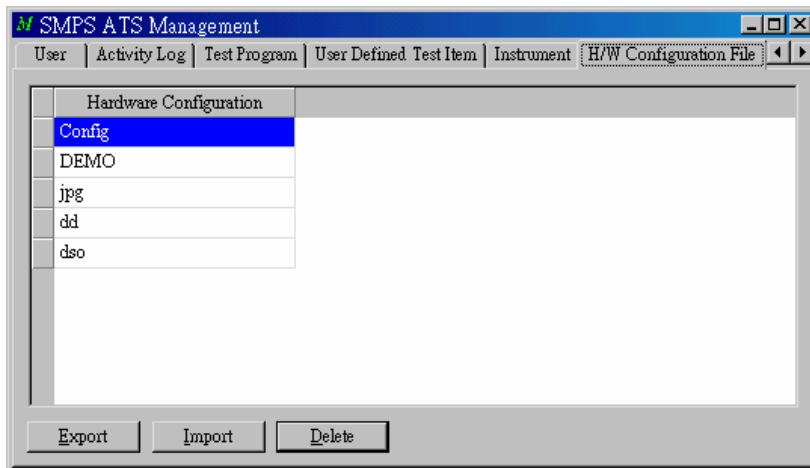 M SMPS ATS Management
User Activity Log Test Program User Defined Test Item Instrument H/W Configuration File
Hardware Configuration
Config
DEMO
jpg
dd
dso
Export Import Delete